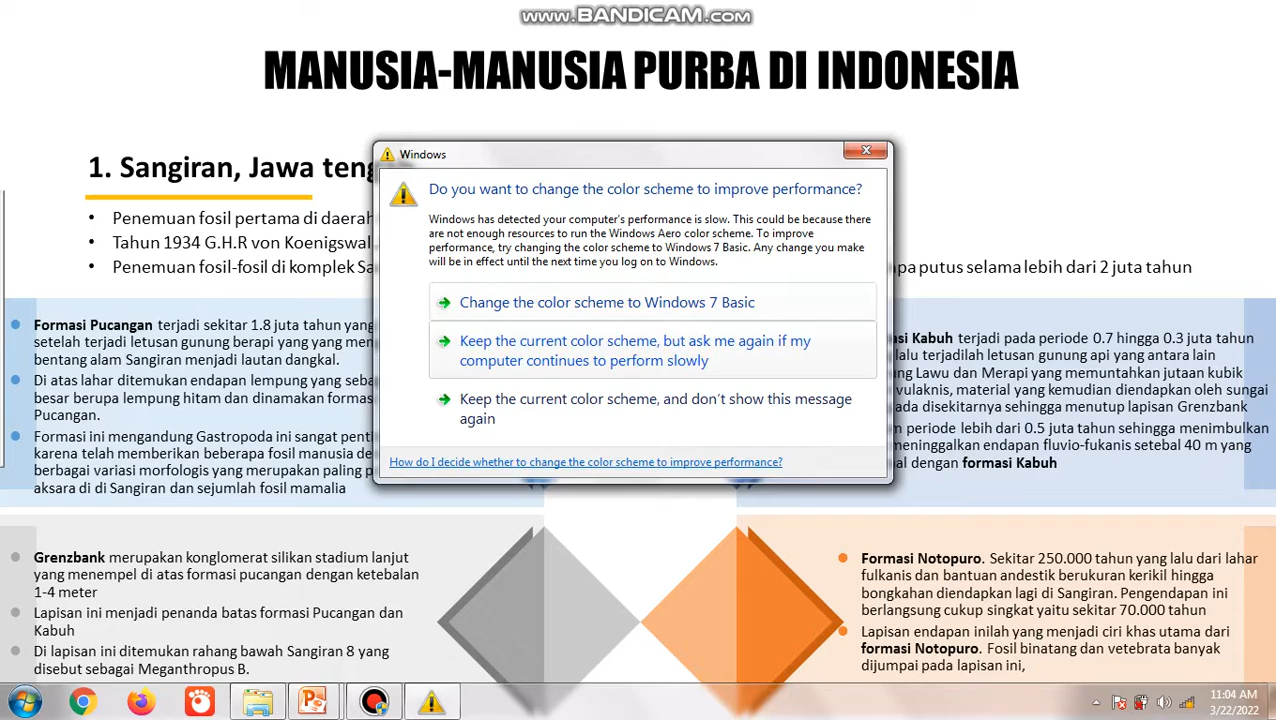 www.BANDICAM.com
MANUSIA-MANUSIA PURBA DI INDONESIA
1. Sangiran, Jawa
Penemuan fosil pertama di daerah
Tahun 1934 G.H.R von
Penemuan fosil-fosil di komplek
putus selama lebih dari 2 juta tahun
Formasi Pucangan terjadi sekitar 1.8 juta tahun yang
setelah terjadi letusan gunung berapi yang yang
bentang alam Sangiran menjadi lautan dangkal.
Di atas lahar ditemukan endapan lempung yang
besar berupa lempung hitam dan dinamakan
Pucangan.
Formasi ini mengandung Gastropoda ini sangat
karena telah memberikan beberapa fosil manusia
berbagai variasi morfologis yang merupakan paling
aksara di di Sangiran dan sejumlah fosil mamalia
Windows
Do you want to change the color scheme to improve performance?
Windows has detected your computer's performance is slow. This could be because there
are not enough resources to run the Windows Aero color scheme. To improve
performance, try changing the color scheme to Windows 7 Basic. Any change you make
will be in effect until the next time you log on to Windows.
Change the color scheme to Windows 7 Basic
Keep the current color scheme, but ask me again if my
computer continues to perform slowly
Keep the current color scheme, and don't show this message
again
How do I decide whether to change the color scheme to improve performance?
Kabuh terjadi pada periode 0.7 hingga 0.3 juta tahun
lalu terjadilah letusan gunung api yang antara lain
Lawu dan Merapi yang memuntahkan jutaan kubik
vulaknis, material yang kemudian diendapkan oleh sungai
disekitarnya sehingga menutup lapisan Grenzbank
periode lebih dari 0.5 juta tahun sehingga menimbulkan
meninggalkan endapan fluvio-fukanis setebal 40 m yang
dengan formasi Kabuh
Grenzbank merupakan konglomerat silikan stadium lanjut
yang menempel di atas formasi pucangan dengan ketebalan
1-4 meter
Lapisan ini menjadi penanda batas formasi Pucangan dan
Kabuh
Di lapisan ini ditemukan rahang bawah Sangiran 8 yang
disebut sebagai Meganthropus B.
Formasi Notopuro. Sekitar 250.000 tahun yang lalu dari lahar
fulkanis dan bantuan andestik berukuran kerikil hingga
bongkahan diendapkan lagi di Sangiran. Pengendapan ini
berlangsung cukup singkat yaitu sekitar 70.000 tahun
Lapisan endapan inilah yang menjadi ciri khas utama dari
formasi Notopuro. Fosil binatang dan vetebrata banyak
dijumpai pada lapisan ini,
11:04 AM
3/22/2022